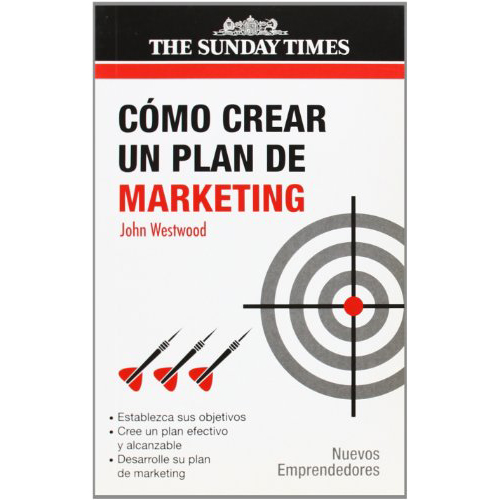 THE SUNDAY TIMES
CÓMO CREAR
UN PLAN DE
MARKETING
John Westwood
• Establezca sus objetivos
• Cree un plan efectivo
y alcanzable
• Desarrolle su plan
de marketing
Nuevos
Emprendedores